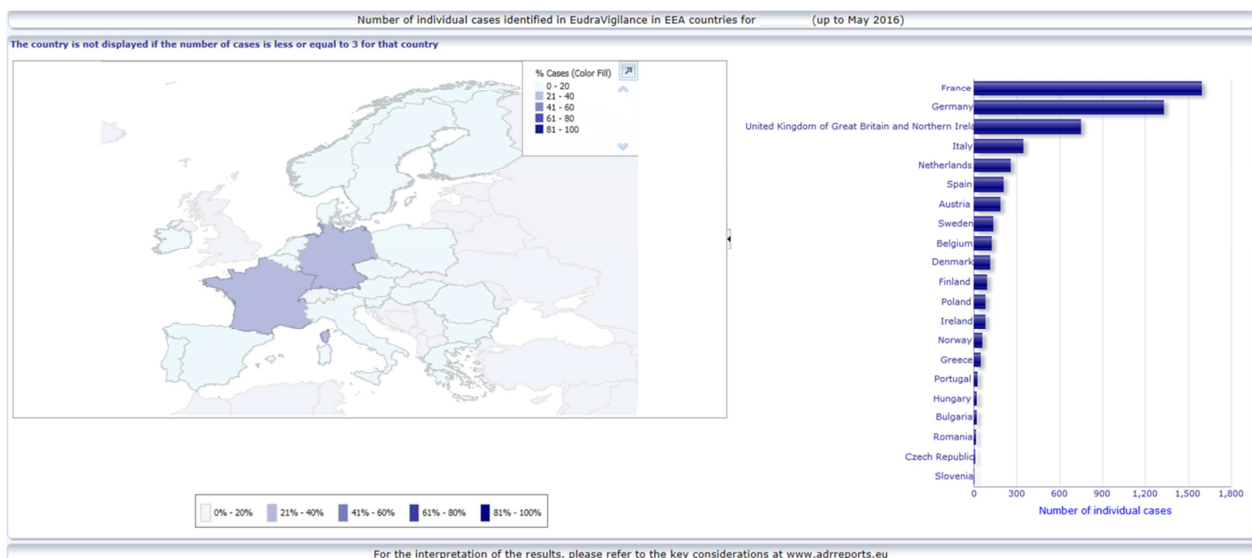 Number of individual cases identified in EudraVigilance in EEA countries for (up to May 2016)
The country is not displayed if the number of cases is less or equal to 3 for that country
% Cases (Color Fill)
0 - 20
21 - 40
41 - 60
61 - 80
81 - 100
France
Germany
United Kingdom of Great Britain and Northern Irela
Italy
Netherlands
Spain
Austria
Sweden
Belgium
Denmark
Finland
Poland
Ireland
Norway
Greece
Portugal
Hungary
Bulgaria
Romania
Czech Republic
Slovenia
0 300 600 900 1,200 1,500 1,800
Number of individual cases
0% - 20% 21% - 40% 41% - 60% 61% - 80% 81% - 100%
For the interpretation of the results, please refer to the key considerations at www.adrreports.eu